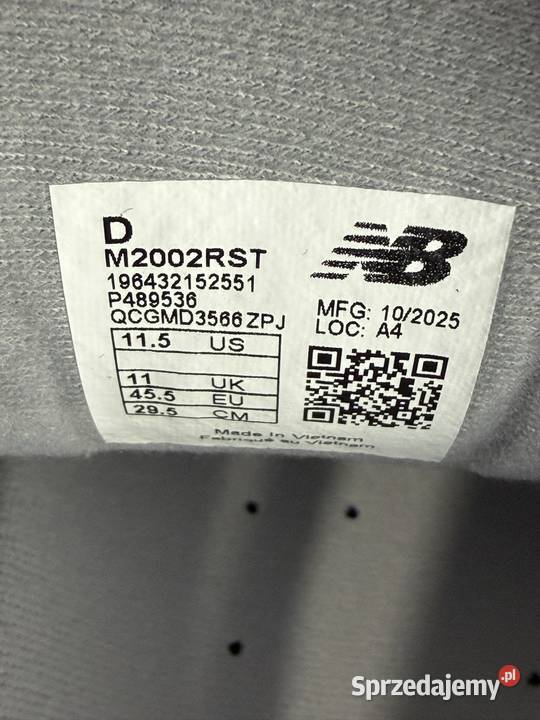 D
M2002RST
196432152551
P489536
QCGMD3566 ZPJ
11.5 US
11 UK
45.5 EU
29.5 CM
NB
MFG: 10/2025
LOC: A4
Made in Vietnam
Fabriqué au Vietnam
Sprzedajemy.pl